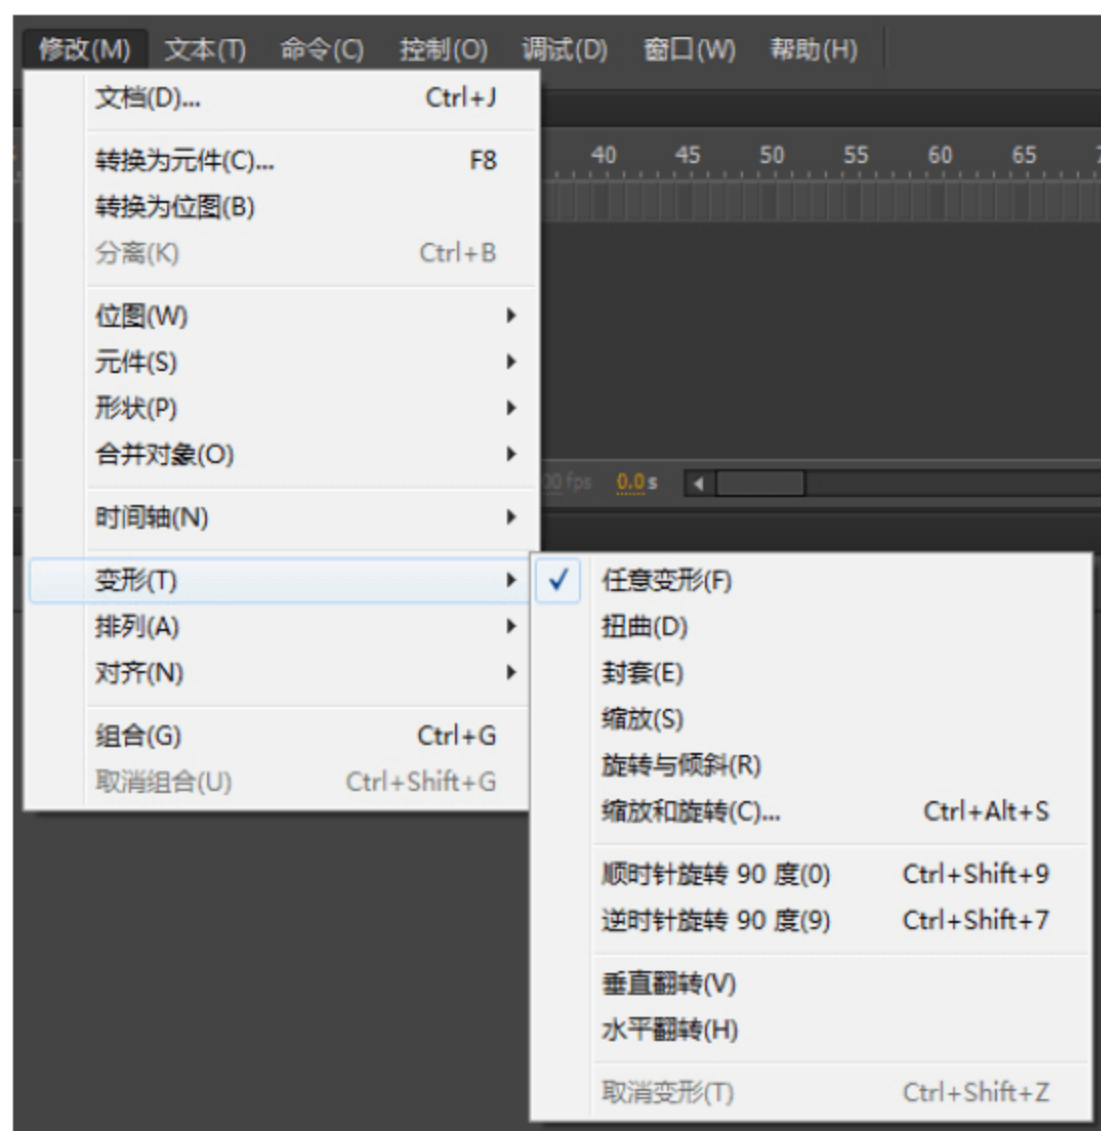 修改(M) 文本(T) 命令(C) 控制(O) 调试(D) 窗口(W) 帮助(H)
文档(D)... Ctrl+J
转换为元件(C)... F8
转换为位图(B)
分离(K) Ctrl+B
位图(W)
元件(S)
形状(P)
合并对象(O)
时间轴(N)
变形(T)
排列(A)
对齐(N)
组合(G) Ctrl+G
取消组合(U) Ctrl+Shift+G
40 45 50 55 60 65
fps 0.0 s
任意变形(F)
扭曲(D)
封套(E)
缩放(S)
旋转与倾斜(R)
缩放和旋转(C)... Ctrl+Alt+S
顺时针旋转 90 度(0) Ctrl+Shift+9
逆时针旋转 90 度(9) Ctrl+Shift+7
垂直翻转(V)
水平翻转(H)
取消变形(T) Ctrl+Shift+Z